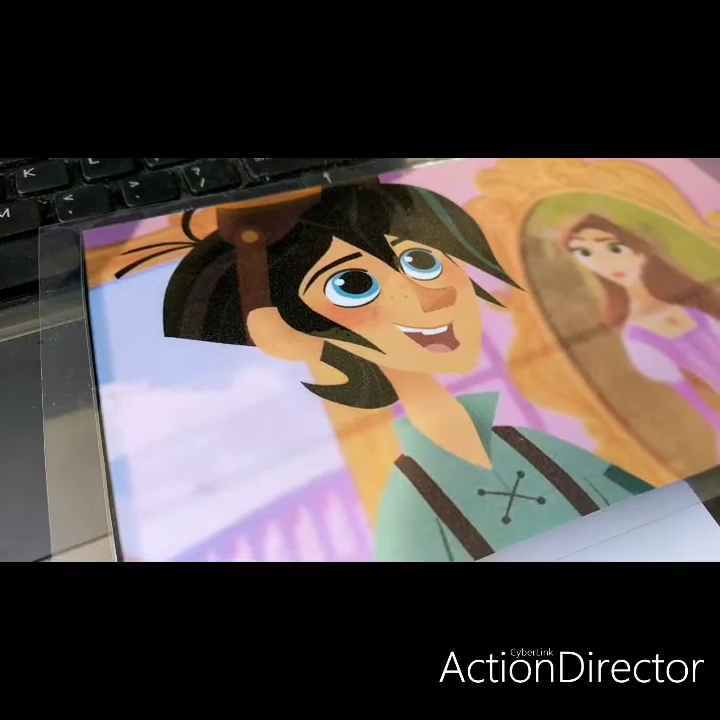 K L
M < , > . ? /
CyberLink
ActionDirector